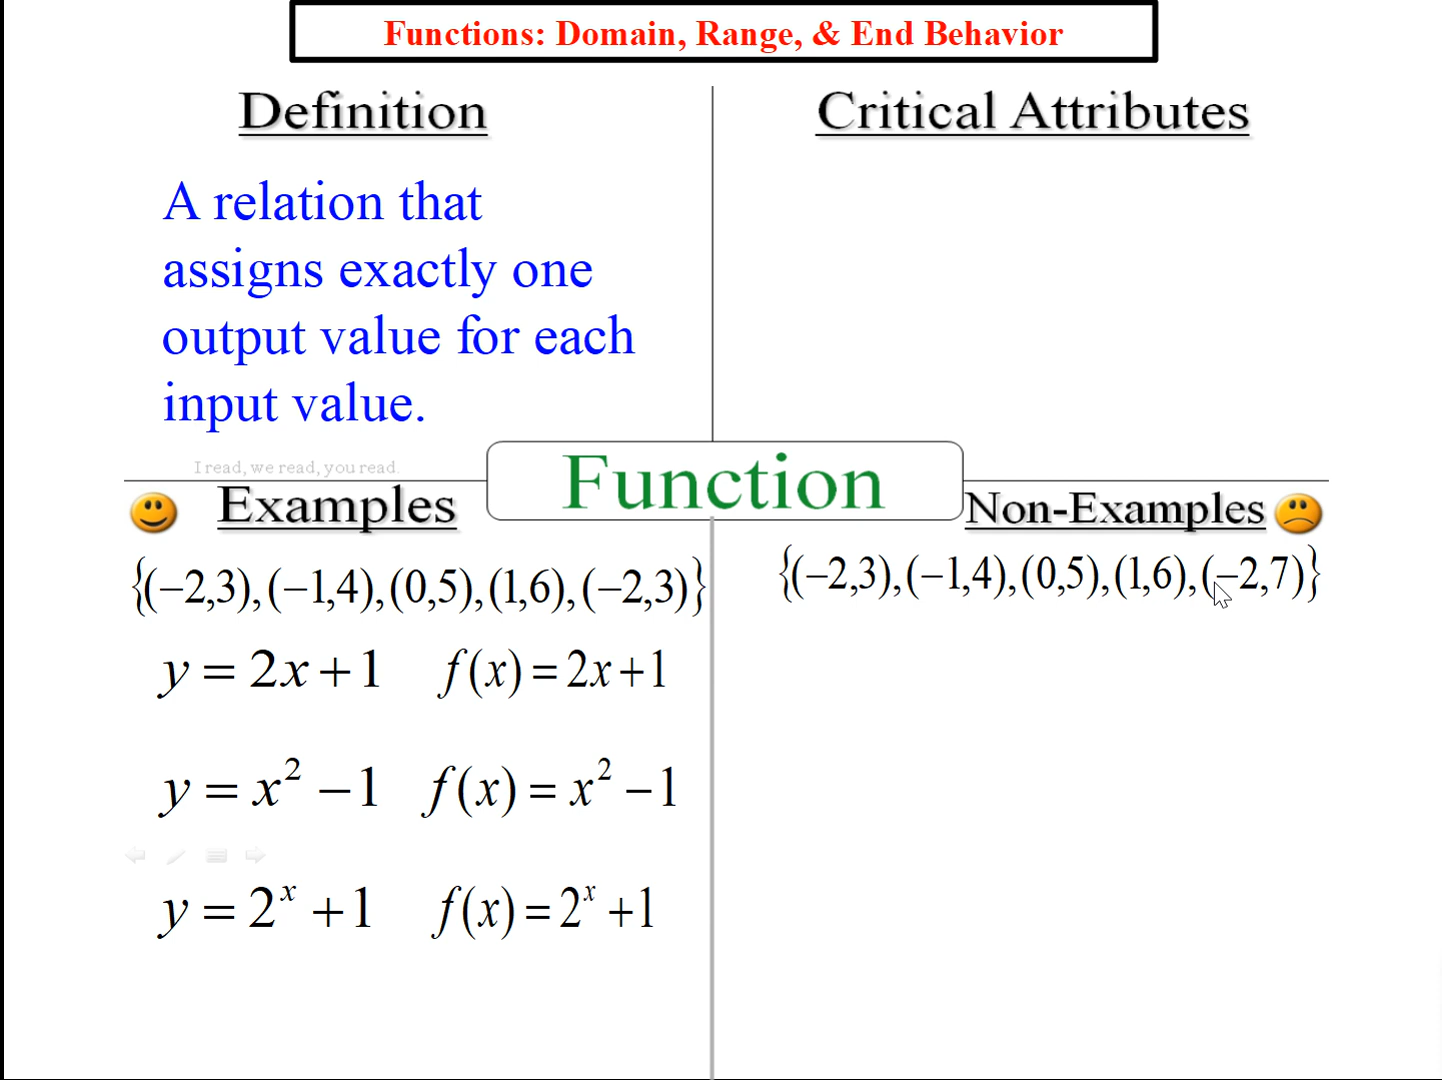 Functions: Domain, Range, & End Behavior
Definition
A relation that
assigns exactly one
output value for each
input value.
I read, we read, you read.
Critical Attributes
Function
Examples
{(−2,3),(−1,4),(0,5),(1,6),(−2,3)}
y = 2x+1 f(x) = 2x+1
y = x² −1 f(x) = x² −1
y = 2ˣ +1 f(x) = 2ˣ +1
Non-Examples
{(−2,3),(−1,4),(0,5),(1,6),(−2,7)}